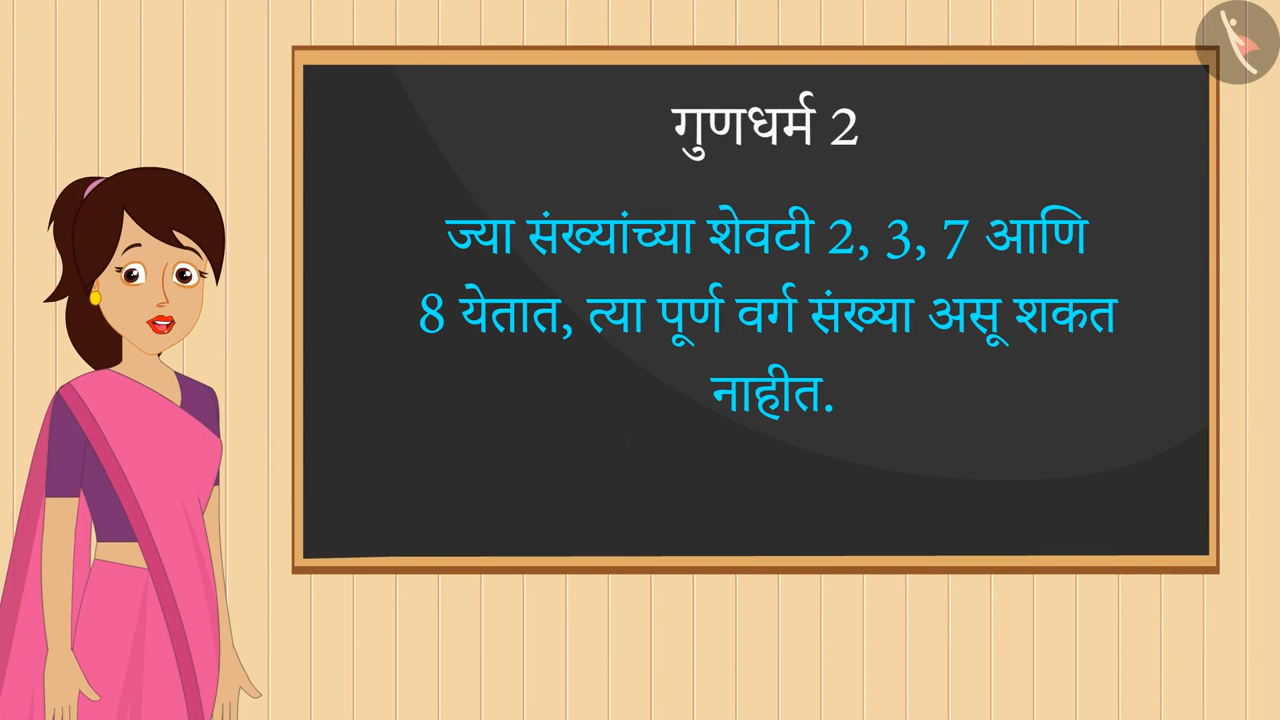 गुणधर्म 2
ज्या संख्यांच्या शेवटी 2, 3, 7 आणि
8 येतात, त्या पूर्ण वर्ग संख्या असू शकत
नाहीत.